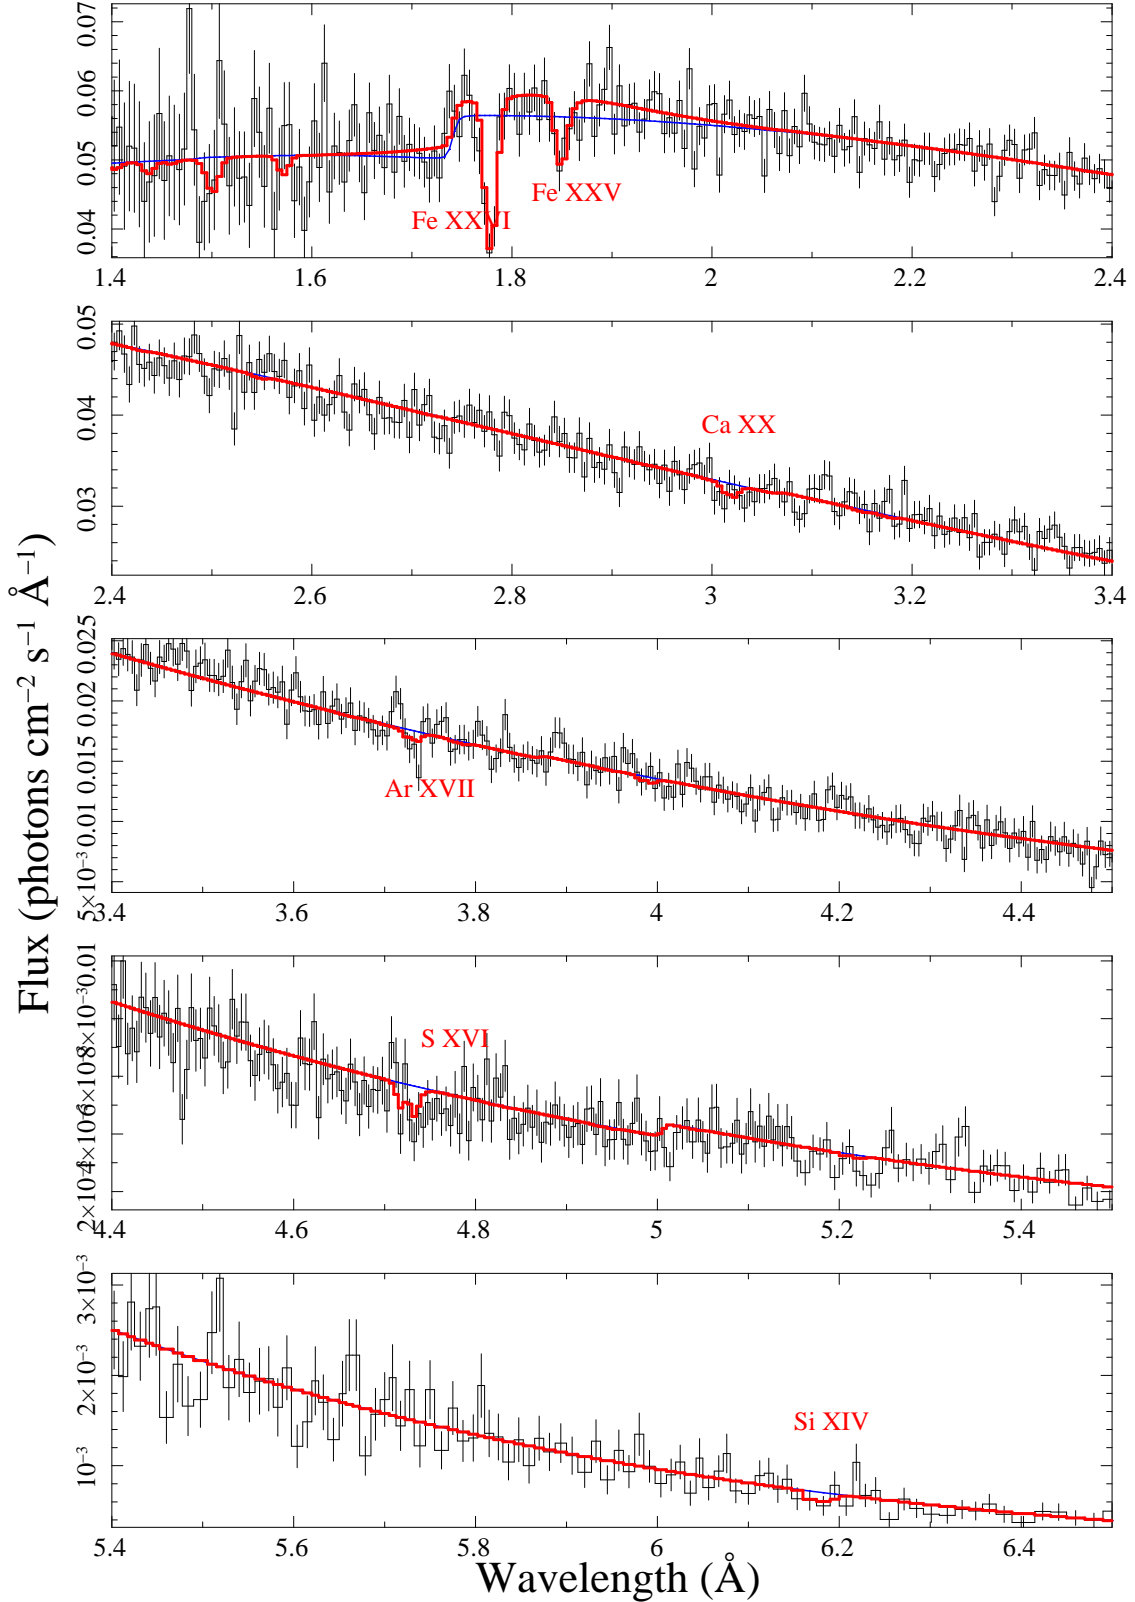 Flux (photons cm⁻² s⁻¹ Å⁻¹)
0.07
0.06
0.05
0.04
Fe XXVI
Fe XXV
1.4 1.6 1.8 2 2.2 2.4
0.05
0.04
0.03
Ca XX
2.4 2.6 2.8 3 3.2 3.4
0.025
0.02
0.015
0.01
5×10⁻³
Ar XVII
3.4 3.6 3.8 4 4.2 4.4
0.01
8×10⁻³
6×10⁻³
4×10⁻³
2×10⁻³
S XVI
4.4 4.6 4.8 5 5.2 5.4
3×10⁻³
2×10⁻³
10⁻³
Si XIV
5.4 5.6 5.8 6 6.2 6.4
Wavelength (Å)